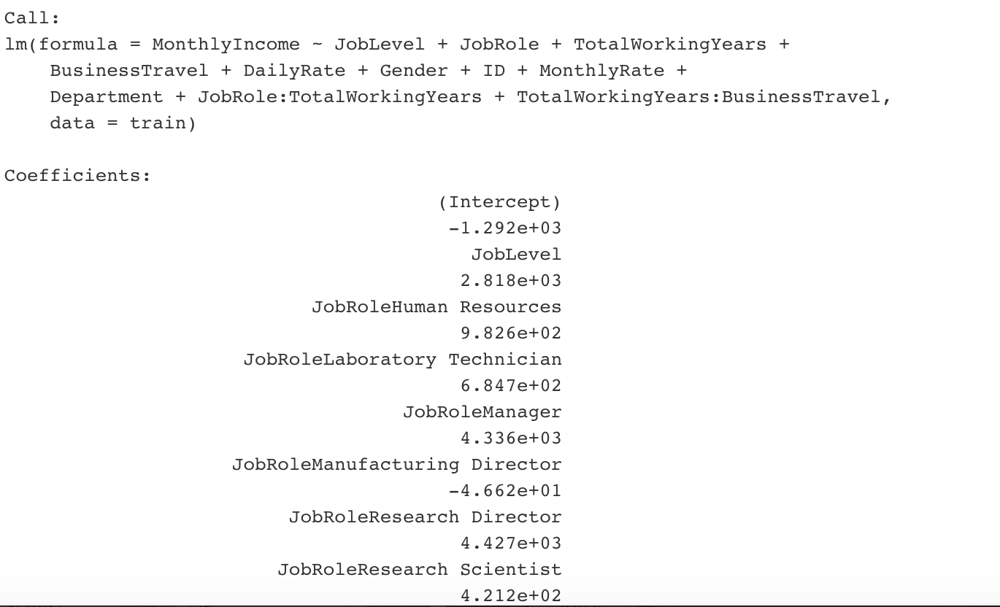 Call:
lm(formula = MonthlyIncome ~ JobLevel + JobRole + TotalWorkingYears +
BusinessTravel + DailyRate + Gender + ID + MonthlyRate +
Department + JobRole:TotalWorkingYears + TotalWorkingYears:BusinessTravel,
data = train)
Coefficients:
(Intercept)
-1.292e+03
JobLevel
2.818e+03
JobRoleHuman Resources
9.826e+02
JobRoleLaboratory Technician
6.847e+02
JobRoleManager
4.336e+03
JobRoleManufacturing Director
-4.662e+01
JobRoleResearch Director
4.427e+03
JobRoleResearch Scientist
4.212e+02